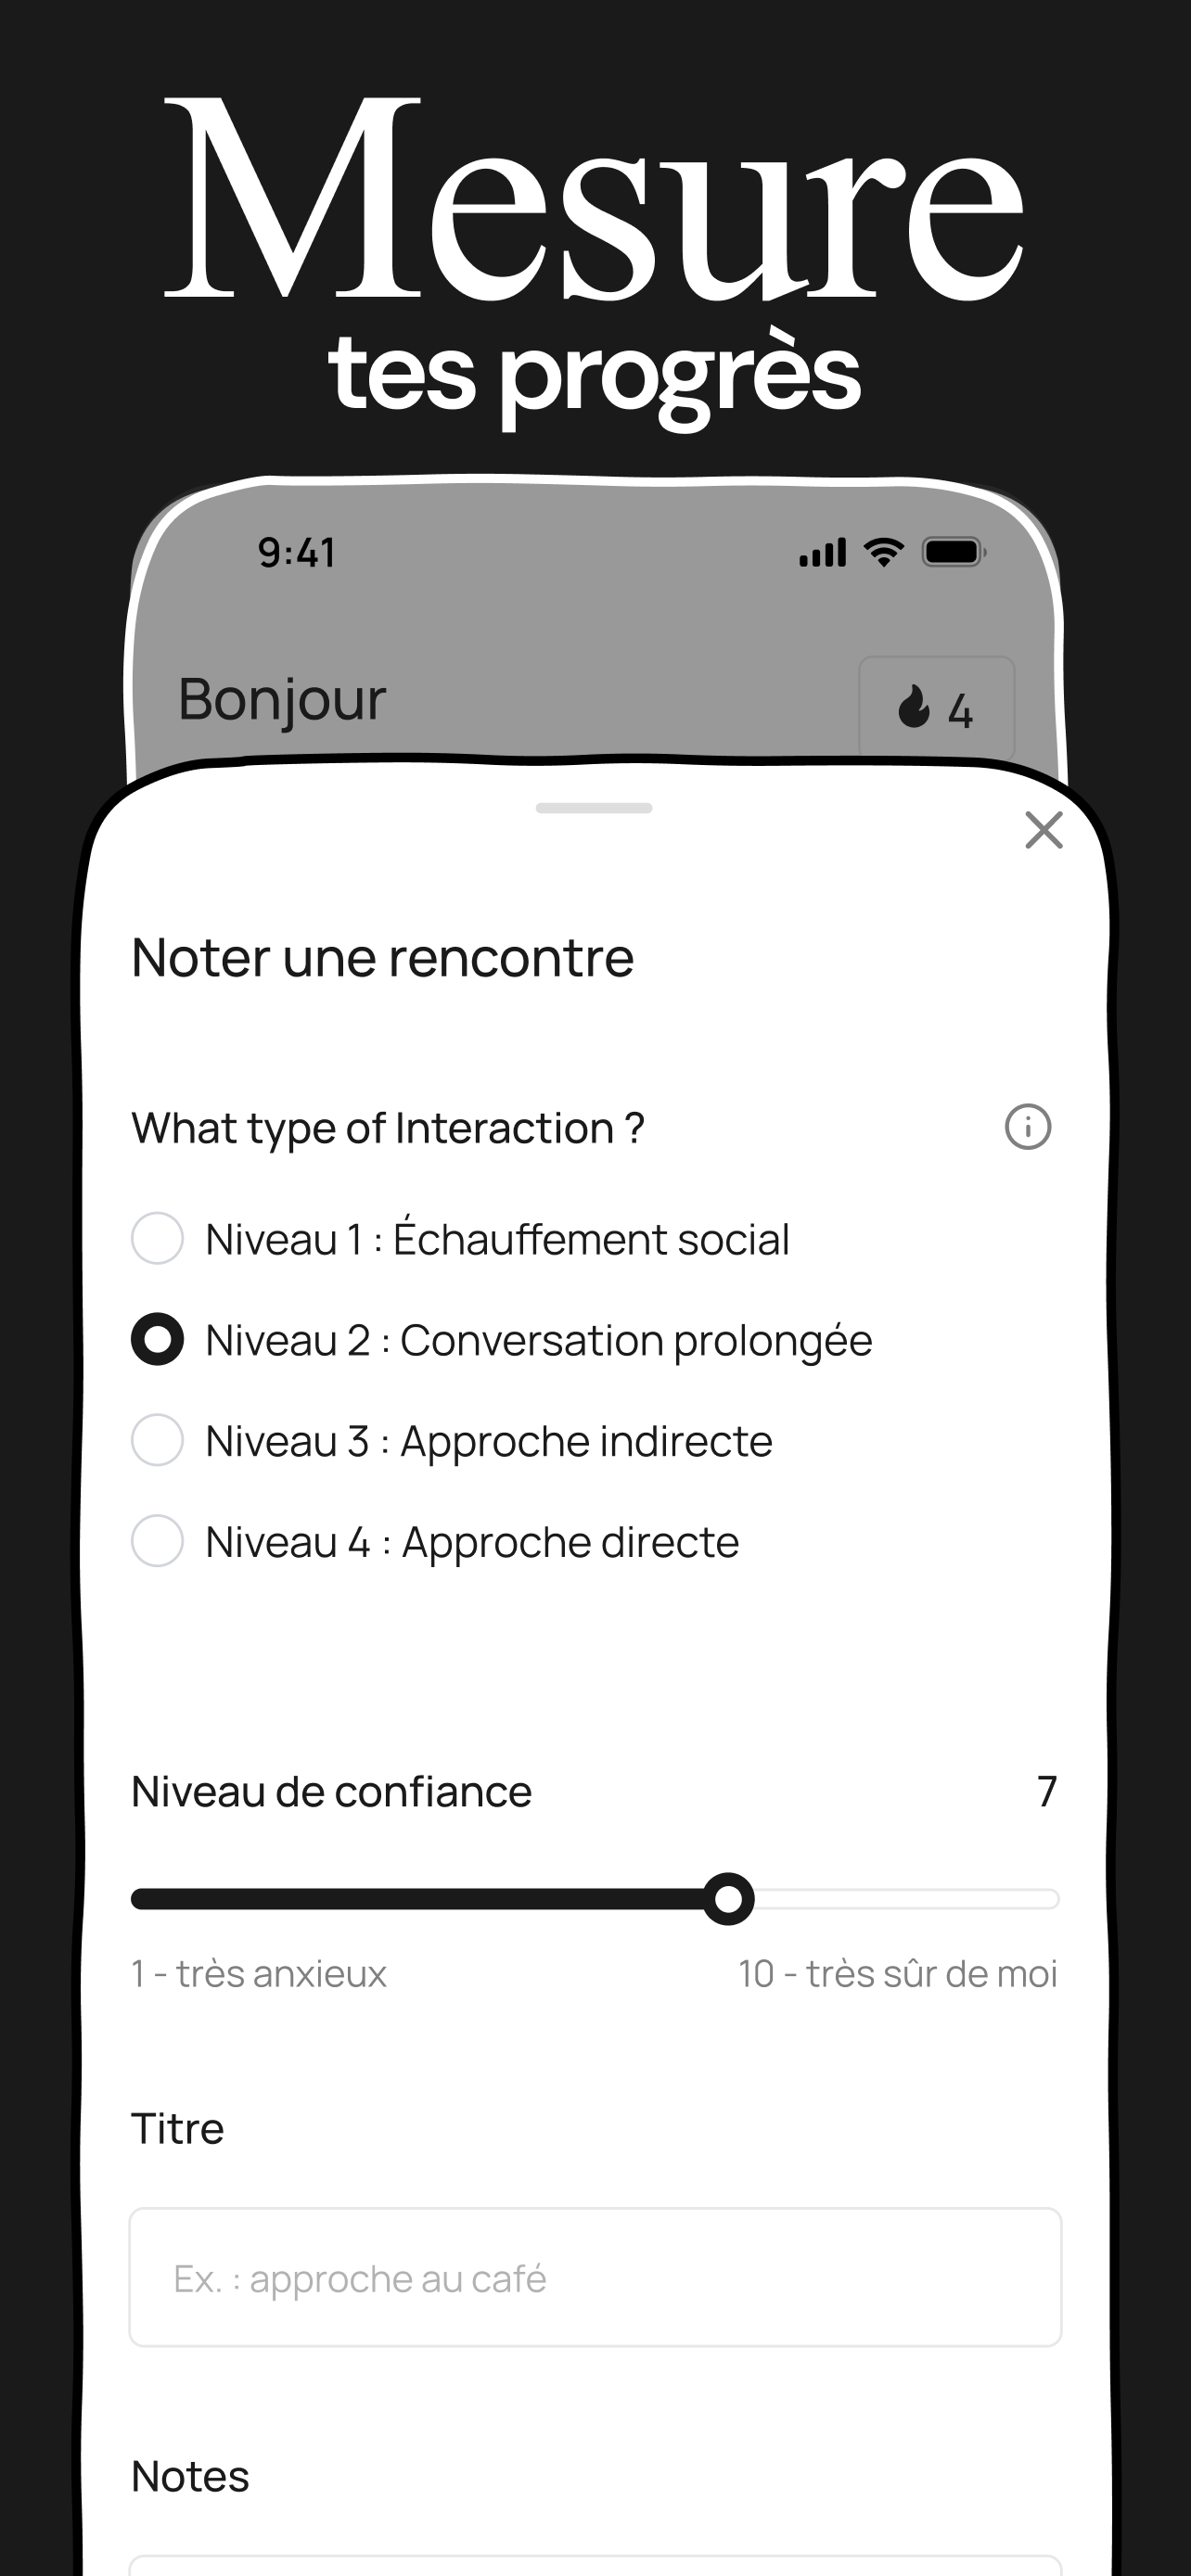 Mesure
tes progrès
9:41
Bonjour
4
Noter une rencontre
What type of Interaction ?
Niveau 1 : Échauffement social
Niveau 2 : Conversation prolongée
Niveau 3 : Approche indirecte
Niveau 4 : Approche directe
Niveau de confiance 7
1 - très anxieux 10 - très sûr de moi
Titre
Ex. : approche au café
Notes